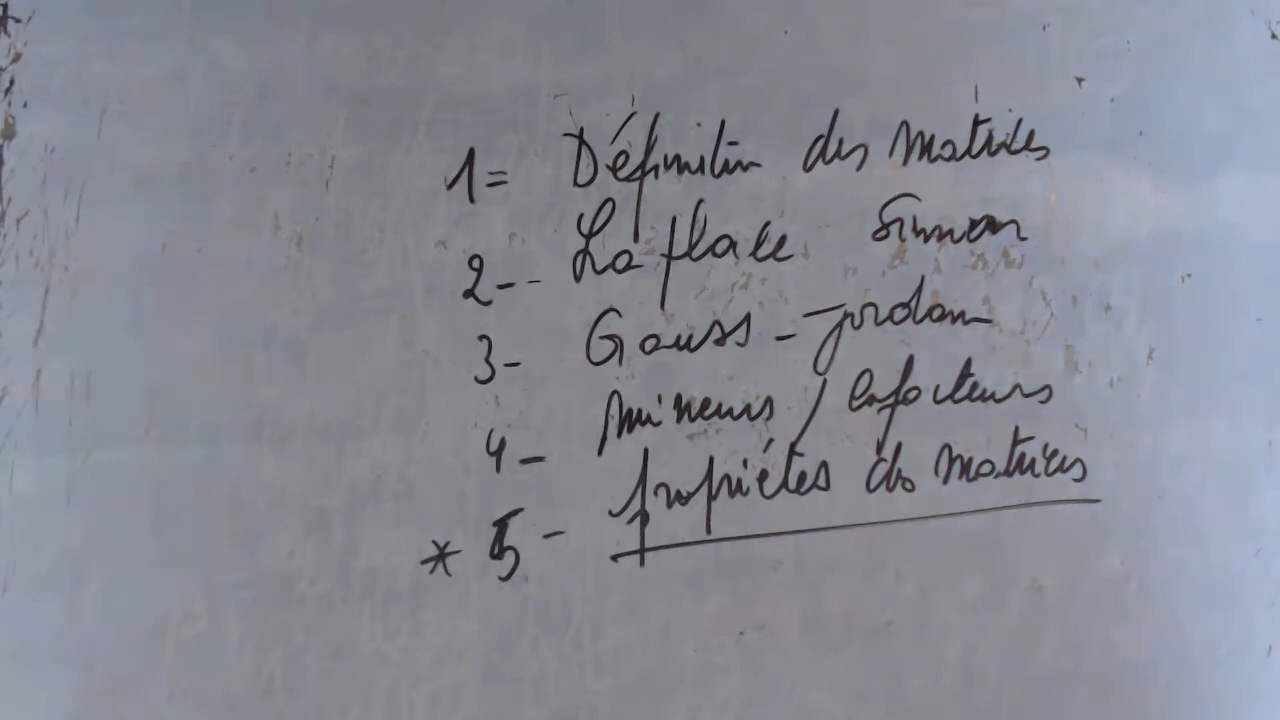 1= Définition des matrices
2-- La place Simon
3- Gauss-jordan
4- mineurs / Cofacteurs
* 5- propriétés des matrices